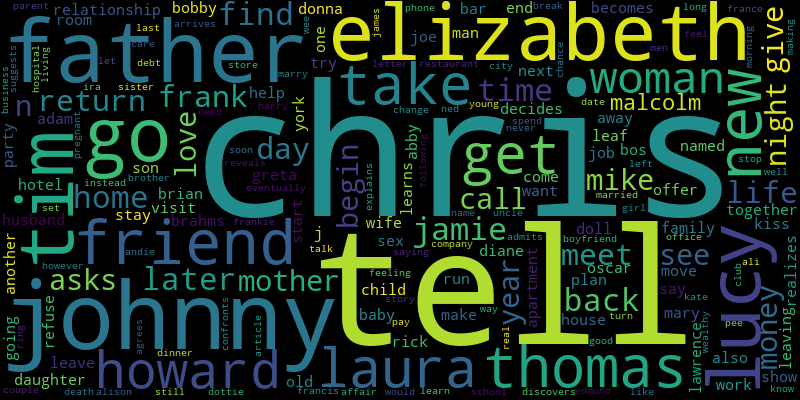 parent
relationship
bobby
find
donna
bar
end
break
becomes
men
long
france
room
last
arrives
wee
one
james
phone
joe
man
feel
making
morning
father
elizabeth
night
give
business
suggests
hospital
living
care
let
debt
store
marry
try
letter
restaurant
city
next
chance
take
woman
n
return
ira
sister
frank
help
harry
time
new
party
adam
pregnant
tim
go
love
need
york
change
ned
young
never
spend
decides
date
away
malcolm
chris
day
soon
reveals
eventually
abby
leaf
job
bos
named
stop
well
son
instead
brother
greta
begin
explains
learns
following
get
come
want
mike
married
left
offer
girl
life
hotel
home
brian
visit
frankie
start
call
name
uncle
together
husband
set
stay
brahms
wife
j
talk
jamie
diane
company
admits
doll
boyfriend
family
office
kiss
another
however
friend
andie
sex
feeling
saying
tell
year
meet
see
ali
club
realizes
asks
later
mother
child
story
run
way
apartment
oscar
plan
move
say
kate
leaving
johnny
confronts
article
baby
pay
make
real
house
turn
back
mary
wealthy
lucy
money
going
ring
refuse
agrees
dinner
rick
good
lawrence
pee
also
show
leave
howard
old
laura
thomas
work
know
daughter
couple
death
alison
still
dottie
francis
affair
would
learn
school
discovers
edmund
like